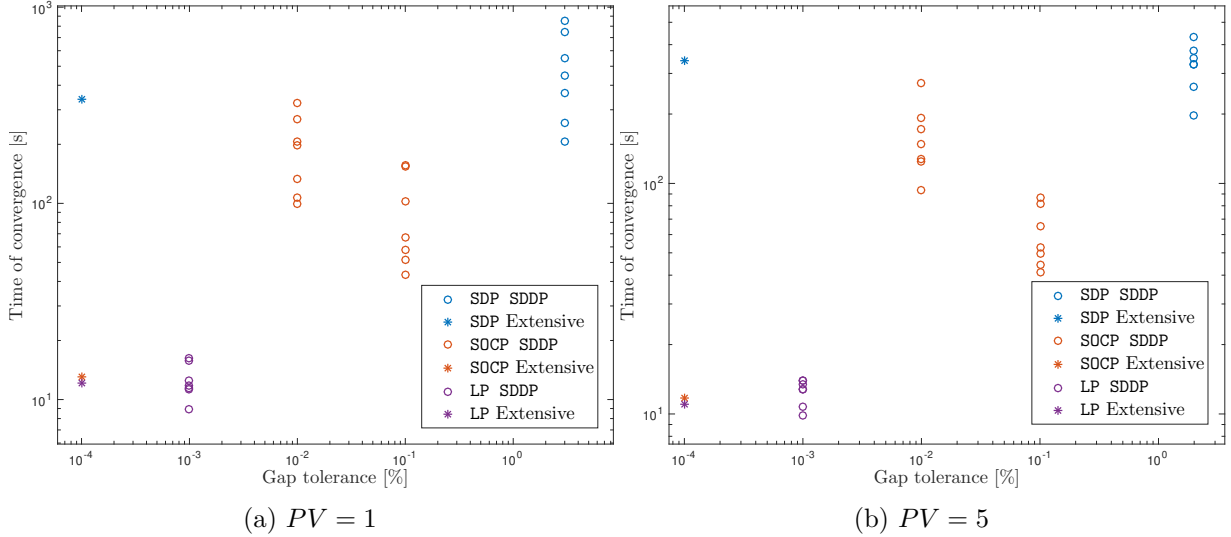 10^3
10^2
10^1
Time of convergence [s]
10^-4 10^-3 10^-2 10^-1 10^0
Gap tolerance [%]
SDP SDDP
SDP Extensive
SOCP SDDP
SOCP Extensive
LP SDDP
LP Extensive
(a) PV = 1
10^2
10^1
Time of convergence [s]
10^-4 10^-3 10^-2 10^-1 10^0
Gap tolerance [%]
SDP SDDP
SDP Extensive
SOCP SDDP
SOCP Extensive
LP SDDP
LP Extensive
(b) PV = 5